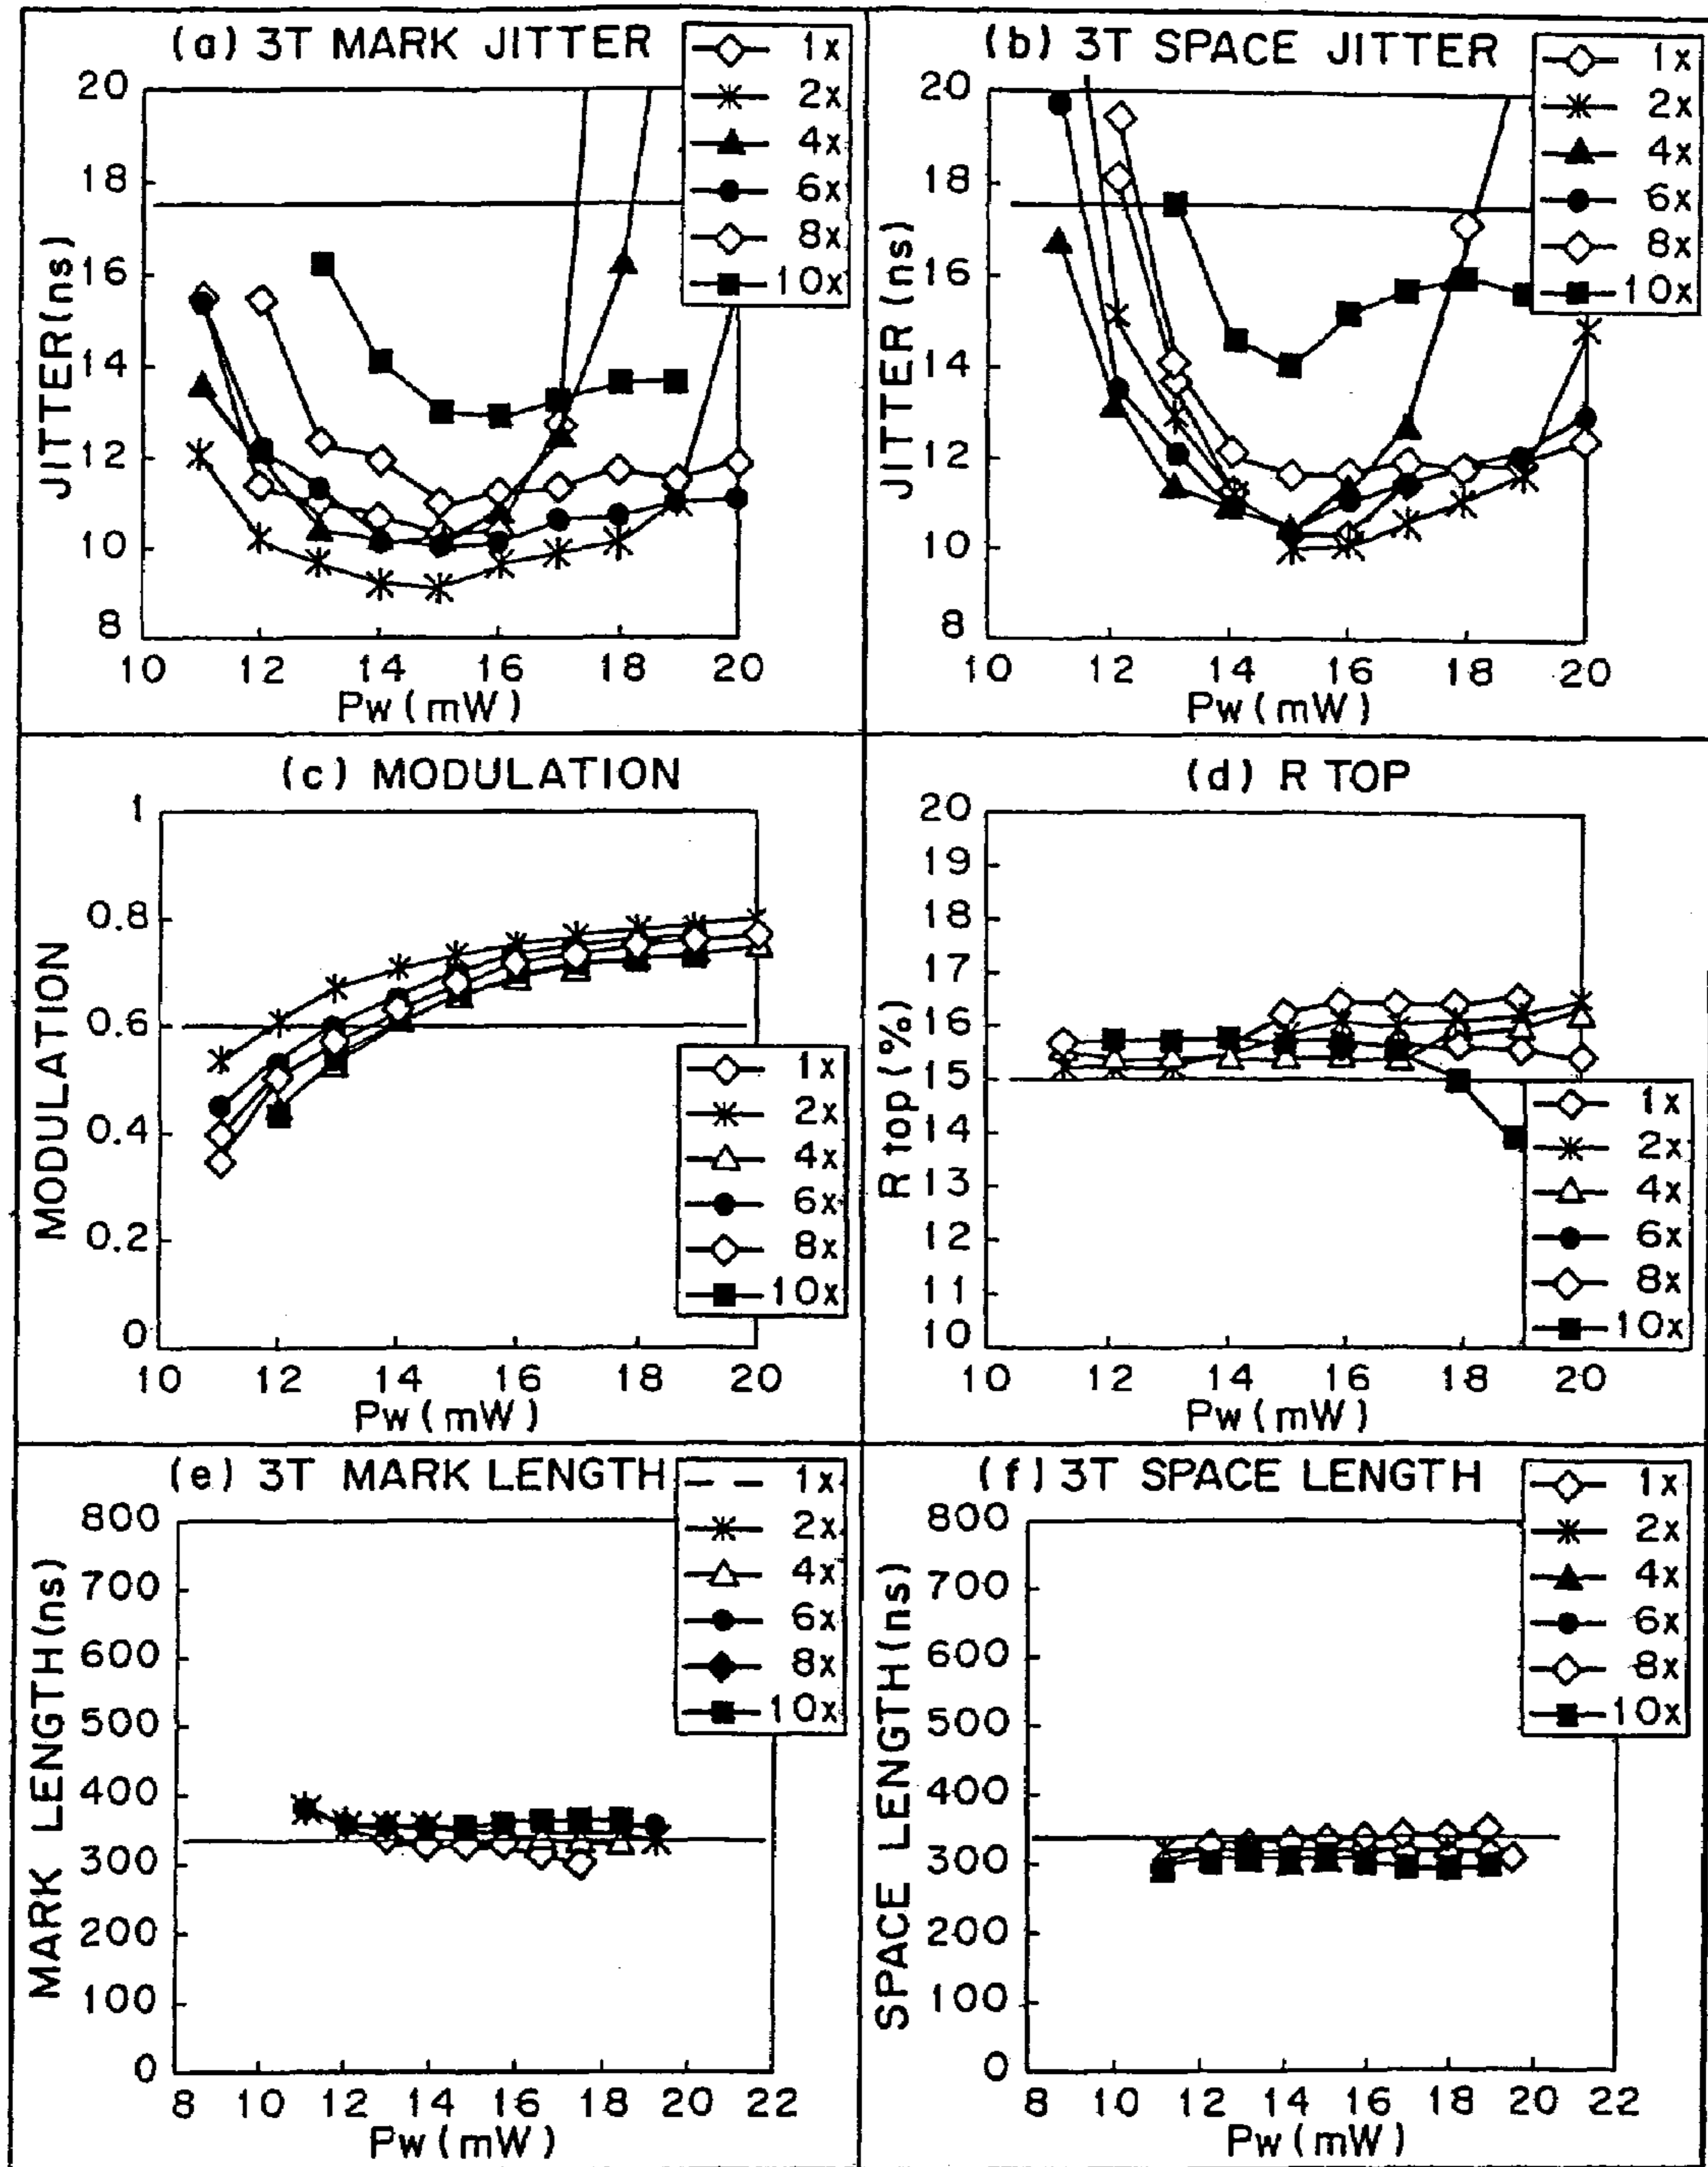 (a) 3T MARK JITTER
1x
2x
4x
6x
8x
10x
20
18
16
14
12
10
8
JITTER(ns)
10 12 14 16 18 20
Pw(mW)
(b) 3T SPACE JITTER
1x
2x
4x
6x
8x
10x
20
18
16
14
12
10
8
JITTER(ns)
10 12 14 16 18 20
Pw(mW)
(c) MODULATION
1
0.8
0.6
0.4
0.2
0
MODULATION
1x
2x
4x
6x
8x
10x
10 12 14 16 18 20
Pw(mW)
(d) R TOP
20
19
18
17
16
15
14
13
12
11
10
R top(%)
1x
2x
4x
6x
8x
10x
10 12 14 16 18 20
Pw(mW)
(e) 3T MARK LENGTH
1x
2x
4x
6x
8x
10x
800
700
600
500
400
300
200
100
0
MARK LENGTH(ns)
8 10 12 14 16 18 20 22
Pw(mW)
(f) 3T SPACE LENGTH
1x
2x
4x
6x
8x
10x
800
700
600
500
400
300
200
100
0
SPACE LENGTH(ns)
8 10 12 14 16 18 20 22
Pw(mW)